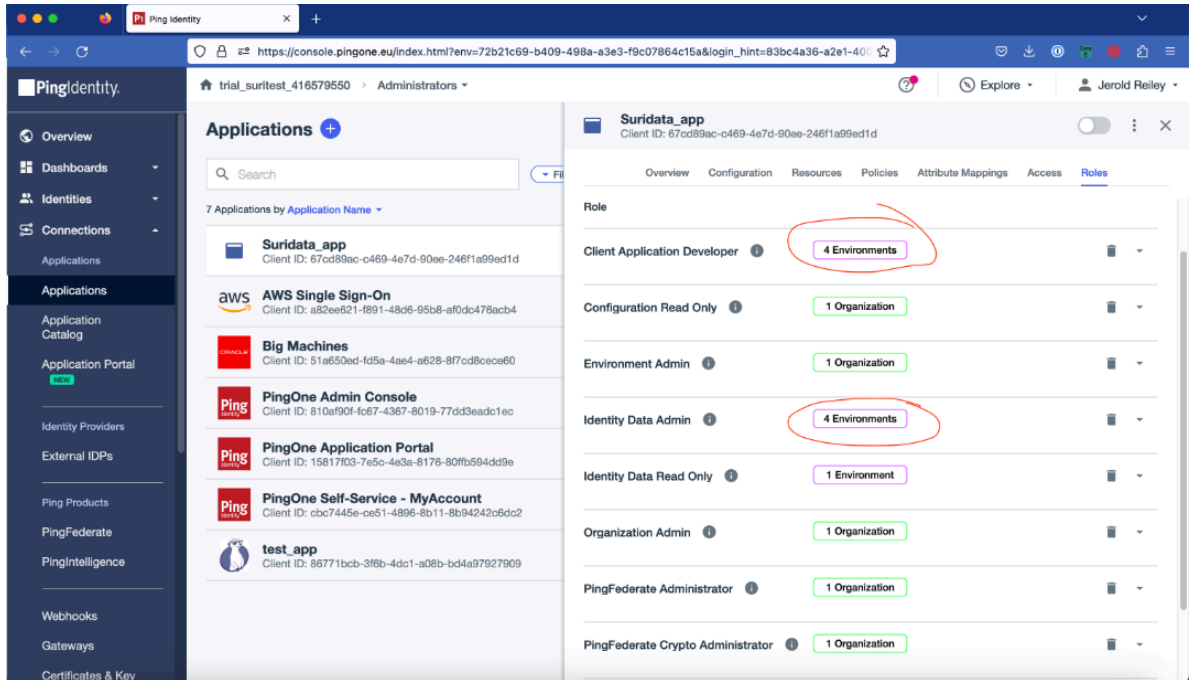 P1 Ping Identity
https://console.pingone.eu/index.html?env=72b21c69-b409-498a-a3e3-f9c07864c15a&login_hint=83bc4a36-a2e1-400
PingIdentity.
trial_suritest_416579550 > Administrators
Explore
Jerold Reiley
Overview
Dashboards
Identities
Connections
Applications
Applications
Application
Catalog
Application Portal
NEW
Identity Providers
External IDPs
Ping Products
PingFederate
PingIntelligence
Webhooks
Gateways
Certificates & Key
Applications
Search
Fil
7 Applications by Application Name
Suridata_app
Client ID: 67cd89ac-c469-4e7d-90ee-246f1a99ed1d
aws
AWS Single Sign-On
Client ID: a82ee621-f891-48d6-95b8-af0dc476acb4
ORACLE
Big Machines
Client ID: 51a650ed-fd5a-4ae4-a628-8f7cd8cece60
Ping
PingOne Admin Console
Client ID: 810af90f-fc67-4367-8019-77dd3eadc1ec
Ping
PingOne Application Portal
Client ID: 15817f03-7e5c-4e3a-8176-80ffb594dd9e
Ping
PingOne Self-Service - MyAccount
Client ID: cbc7445e-ce51-4896-8b11-8b94242c6dc2
test_app
Client ID: 86771bcb-3f6b-4dc1-a08b-bd4a97927909
Suridata_app
Client ID: 67cd89ac-c469-4e7d-90ee-246f1a99ed1d
Overview Configuration Resources Policies Attribute Mappings Access Roles
Role
Client Application Developer 4 Environments
Configuration Read Only 1 Organization
Environment Admin 1 Organization
Identity Data Admin 4 Environments
Identity Data Read Only 1 Environment
Organization Admin 1 Organization
PingFederate Administrator 1 Organization
PingFederate Crypto Administrator 1 Organization